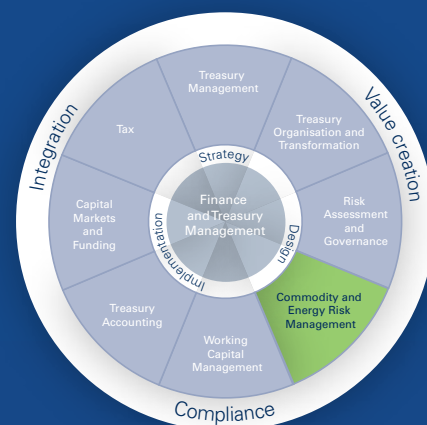 Integration
Value creation
Compliance
Treasury
Management
Treasury
Organisation and
Transformation
Risk
Assessment
and
Governance
Commodity and
Energy Risk
Management
Working
Capital
Management
Treasury
Accounting
Capital
Markets
and
Funding
Tax
Strategy
Design
Implementation
Finance
and Treasury
Management